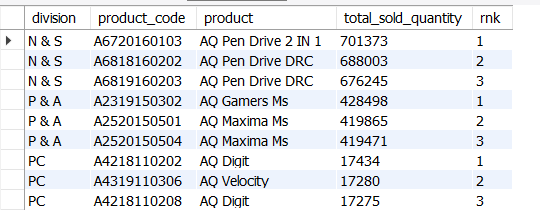 division product_code product total_sold_quantity rnk
N & S A6720160103 AQ Pen Drive 2 IN 1 701373 1
N & S A6818160202 AQ Pen Drive DRC 688003 2
N & S A6819160203 AQ Pen Drive DRC 676245 3
P & A A2319150302 AQ Gamers Ms 428498 1
P & A A2520150501 AQ Maxima Ms 419865 2
P & A A2520150504 AQ Maxima Ms 419471 3
PC A4218110202 AQ Digit 17434 1
PC A4319110306 AQ Velocity 17280 2
PC A4218110208 AQ Digit 17275 3